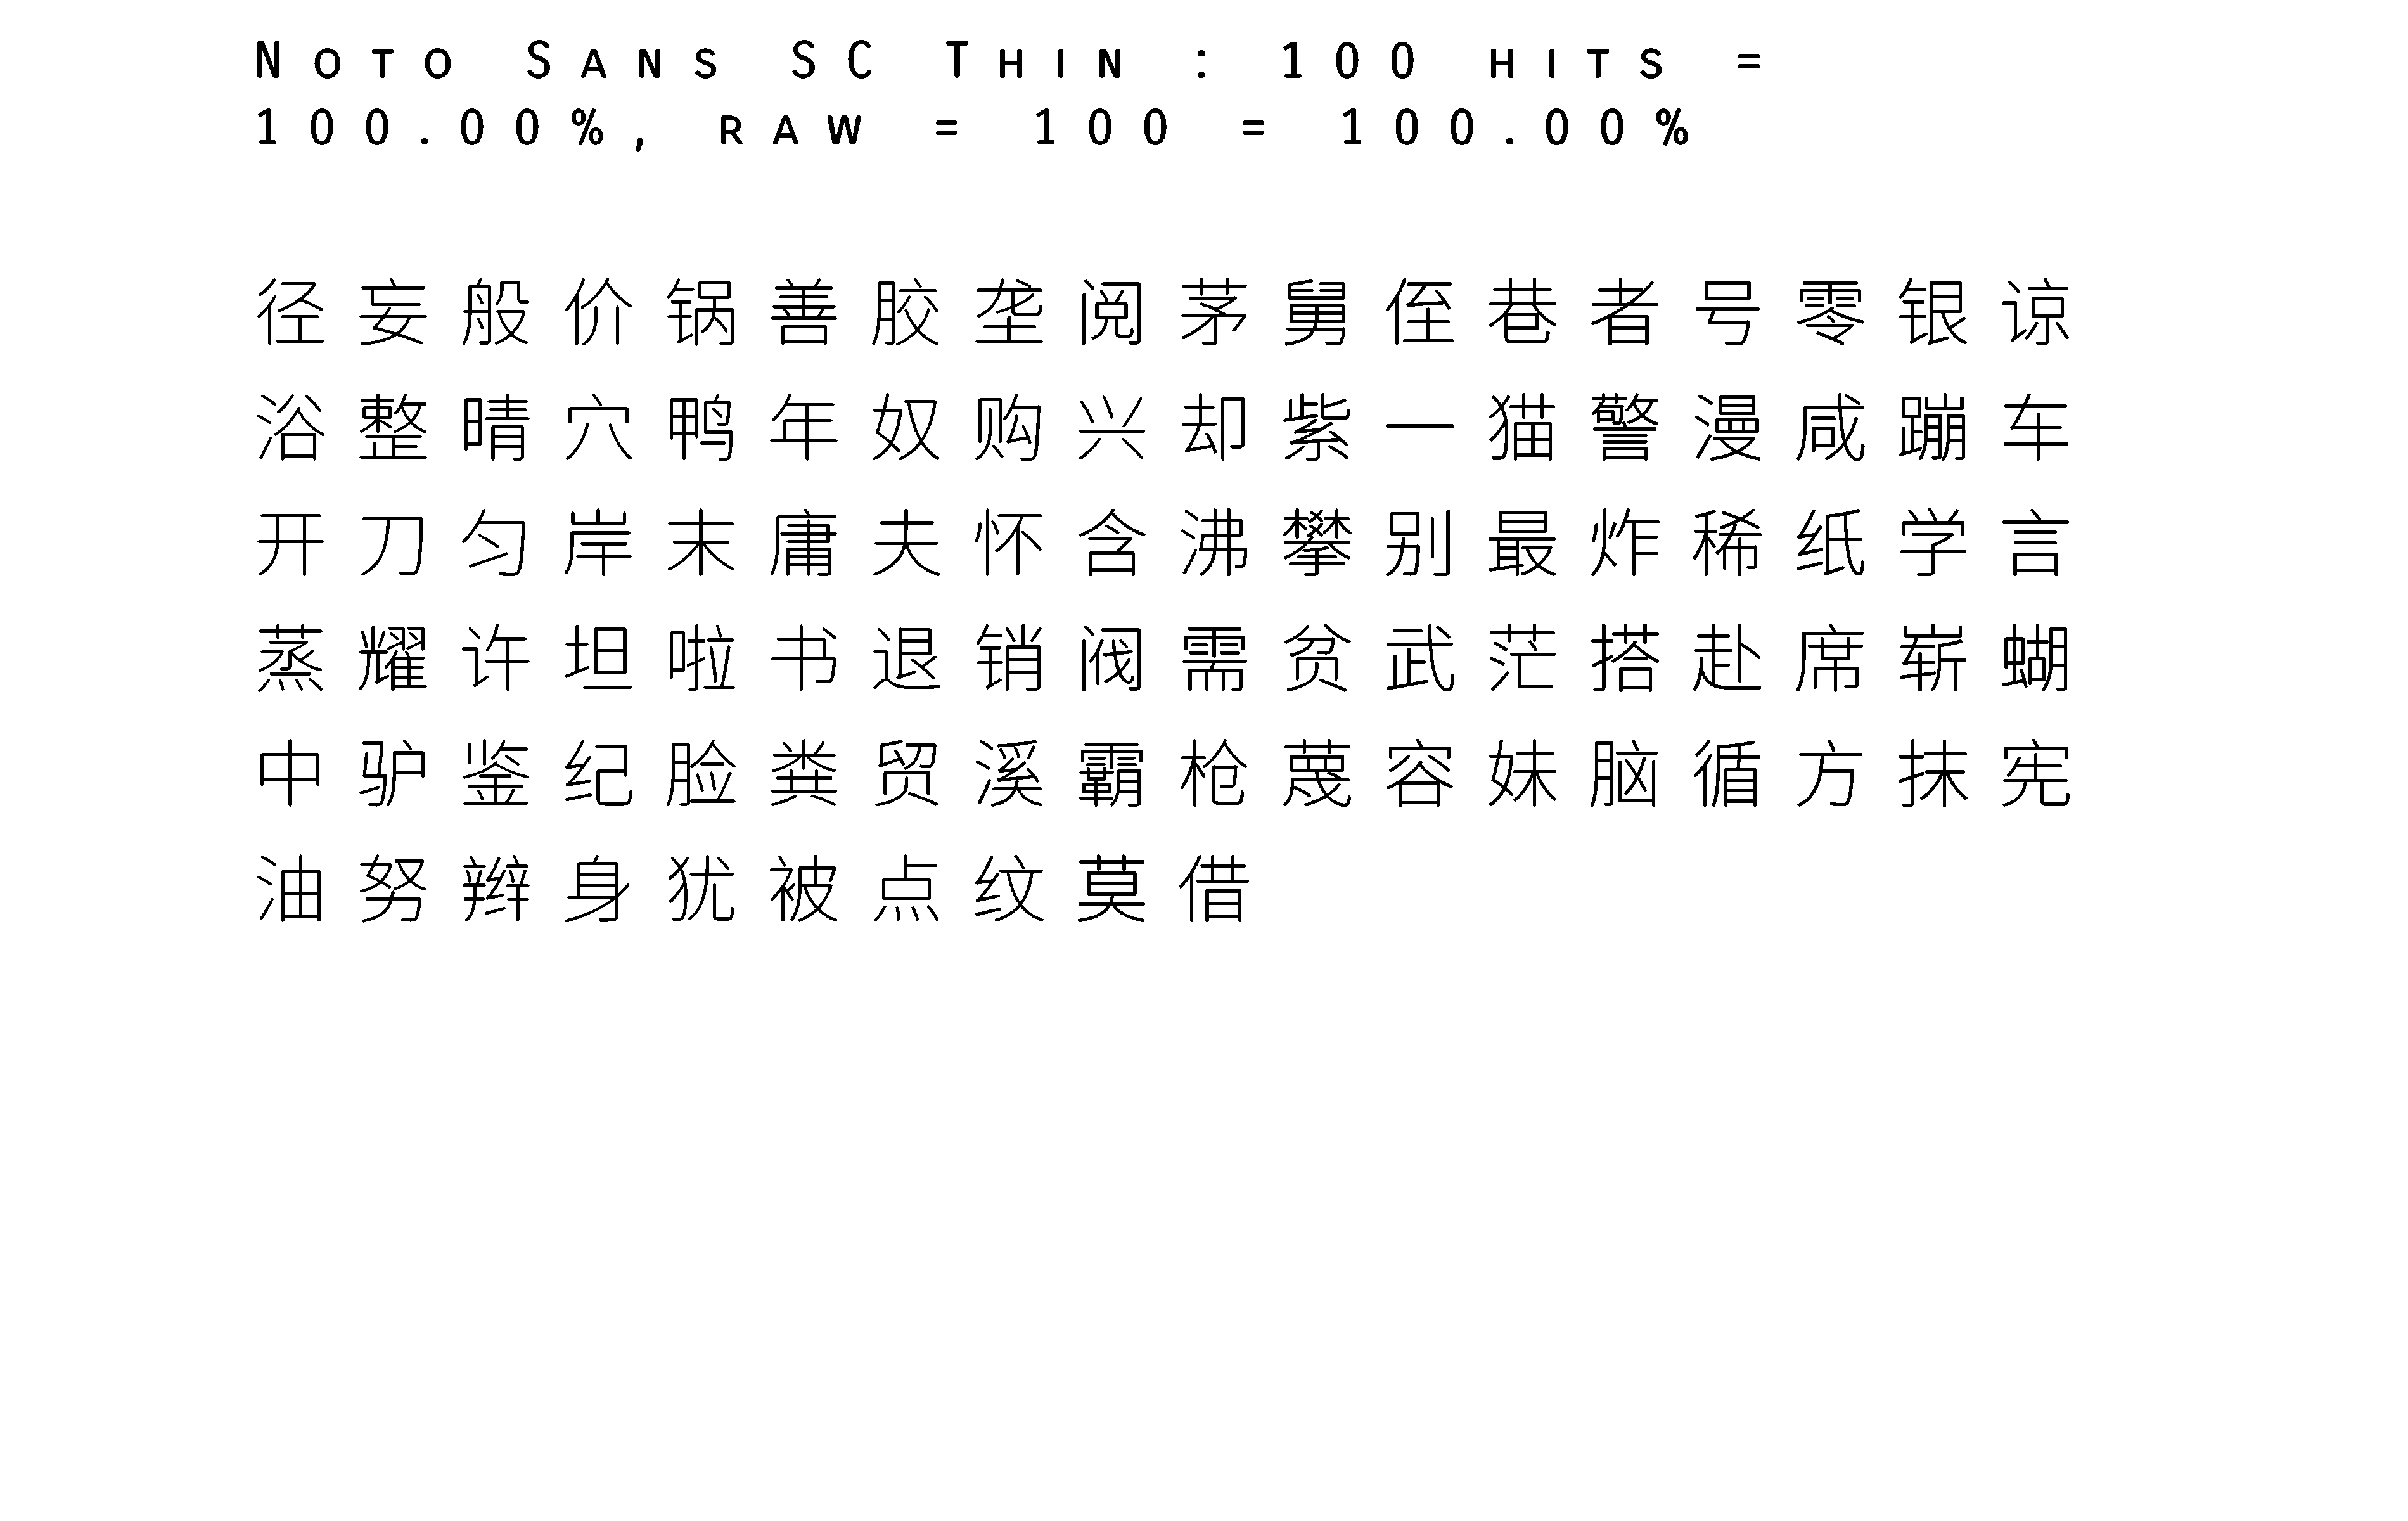 Noto Sans SC Thin : 100 hits =
100.00%, raw = 100 = 100.00%
径妄般价锅善胶垄阅茅舅侄巷者号零银谅
浴整晴穴鸭年奴购兴却紫一猫警漫咸蹦车
开刀匀岸末庸夫怀含沸攀别最炸稀纸学言
蒸耀许坦啦书退销阀需贫武茫搭赴席崭蝴
中驴鉴纪脸粪贸溪霸枪蔑容妹脑循方抹宪
油努辫身犹被点纹莫借